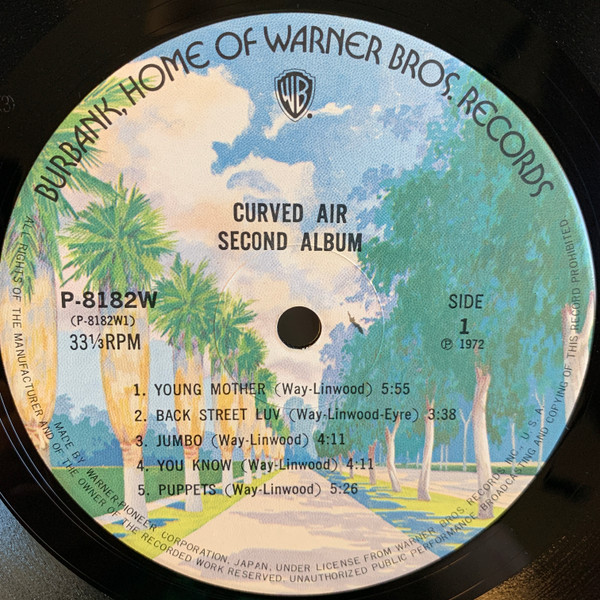 BURBANK, HOME OF WARNER BROS. RECORDS
WB
CURVED AIR
SECOND ALBUM
P-8182W
(P-8182W1)
33⅓RPM
SIDE
1
Ⓟ 1972
1. YOUNG MOTHER (Way-Linwood) 5:55
2. BACK STREET LUV (Way-Linwood-Eyre) 3:38
3. JUMBO (Way-Linwood) 4:11
4. YOU KNOW (Way-Linwood) 4:11
5. PUPPETS (Way-Linwood) 5:26
MADE BY WARNER-PIONEER CORPORATION, JAPAN, UNDER LICENSE FROM WARNER BROS. RECORDS INC., U.S.A.
ALL RIGHTS OF THE MANUFACTURER AND OF THE OWNER OF THE RECORDED WORK RESERVED, UNAUTHORIZED PUBLIC PERFORMANCE, BROADCASTING AND COPYING OF THIS RECORD PROHIBITED